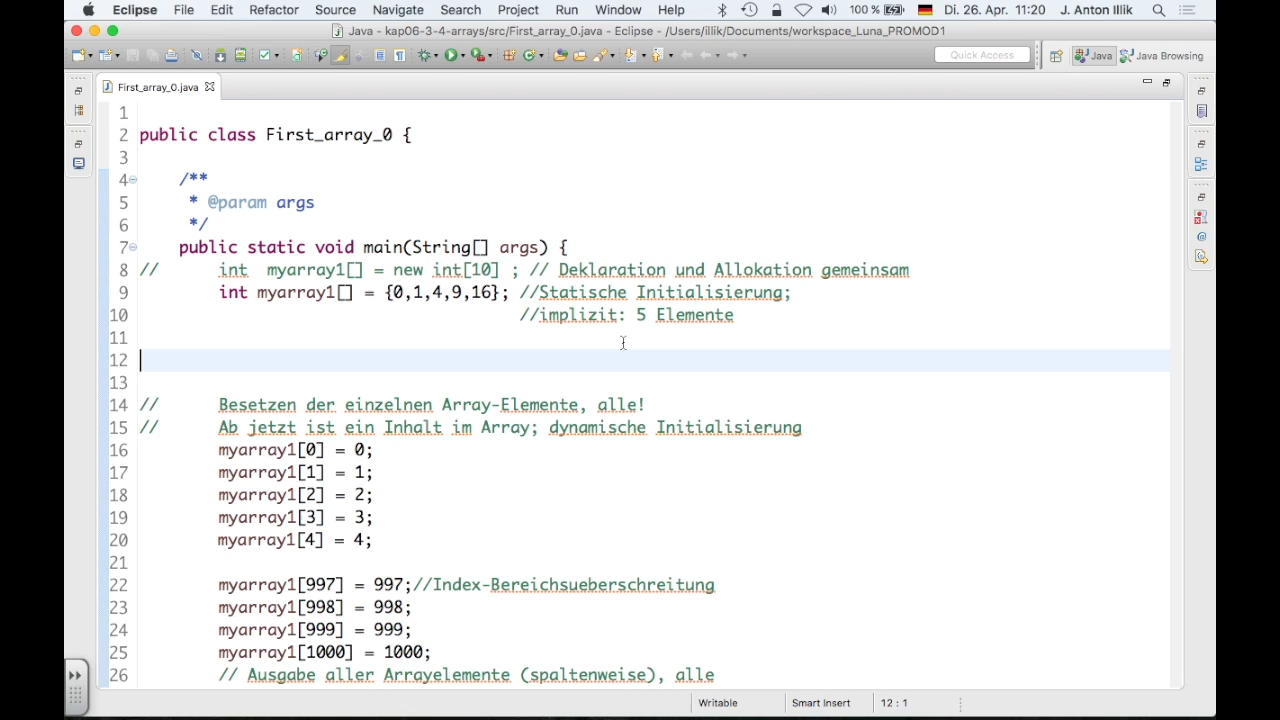 Eclipse File Edit Refactor Source Navigate Search Project Run Window Help 100 % Di. 26. Apr. 11:20 J. Anton Illik
Java - kap06-3-4-arrays/src/First_array_0.java - Eclipse - /Users/illik/Documents/workspace_Luna_PROMOD1
Quick Access Java Java Browsing
First_array_0.java
1
2 public class First_array_0 {
3
4 /**
5 * @param args
6 */
7 public static void main(String[] args) {
8 // int myarray1[] = new int[10] ; // Deklaration und Allokation gemeinsam
9 int myarray1[] = {0,1,4,9,16}; //Statische Initialisierung;
10 //implizit: 5 Elemente
11
12
13
14 // Besetzen der einzelnen Array-Elemente, alle!
15 // Ab jetzt ist ein Inhalt im Array; dynamische Initialisierung
16 myarray1[0] = 0;
17 myarray1[1] = 1;
18 myarray1[2] = 2;
19 myarray1[3] = 3;
20 myarray1[4] = 4;
21
22 myarray1[997] = 997;//Index-Bereichsueberschreitung
23 myarray1[998] = 998;
24 myarray1[999] = 999;
25 myarray1[1000] = 1000;
26 // Ausgabe aller Arrayelemente (spaltenweise), alle
Writable Smart Insert 12 : 1